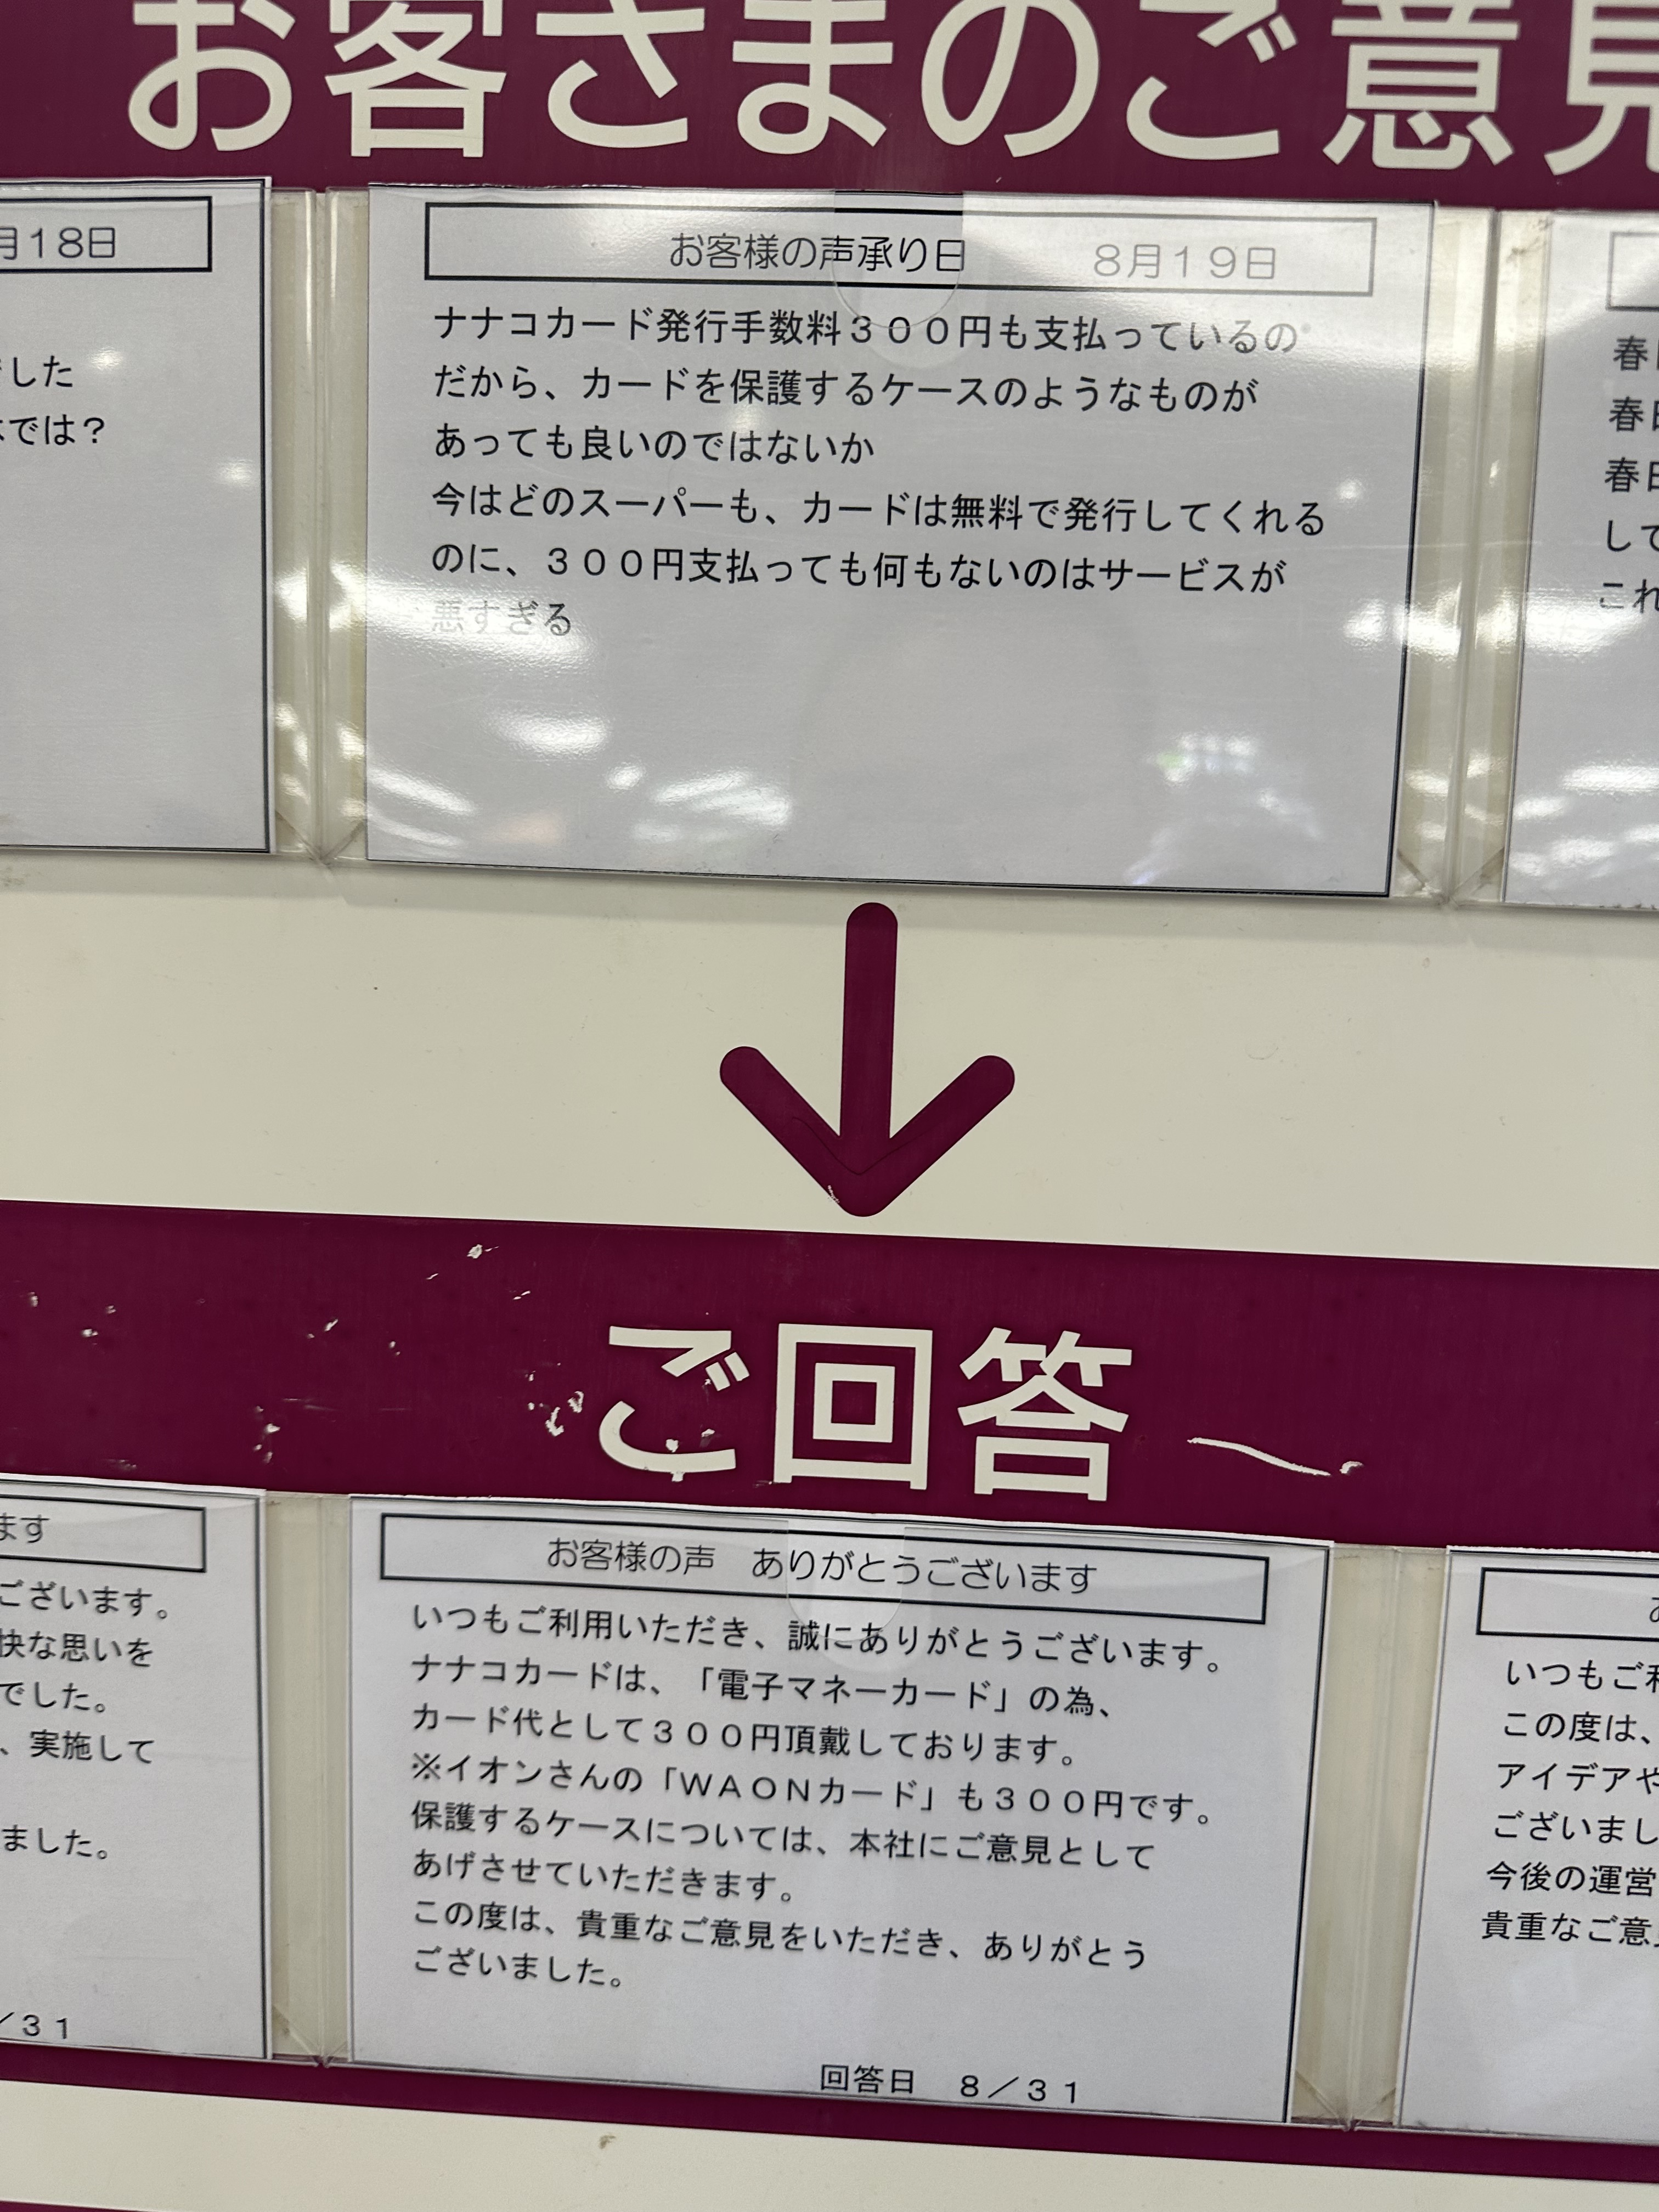 お客さまのご意見
月18日
した
では？
お客様の声承り日　８月１９日
ナナコカード発行手数料３００円も支払っているの
だから、カードを保護するケースのようなものが
あっても良いのではないか
今はどのスーパーも、カードは無料で発行してくれる
のに、３００円支払っても何もないのはサービスが
悪すぎる
春
春日
春日
して
これ
ご回答
ます
ございます。
快な思いを
でした。
、実施して
ました。
／３１
お客様の声　ありがとうございます
いつもご利用いただき、誠にありがとうございます。
ナナコカードは、「電子マネーカード」の為、
カード代として３００円頂戴しております。
※イオンさんの「ＷＡＯＮカード」も３００円です。
保護するケースについては、本社にご意見として
あげさせていただきます。
この度は、貴重なご意見をいただき、ありがとう
ございました。
回答日　８／３１
お
いつもご利
この度は、
アイデアや
ございまし
今後の運営
貴重なご意見